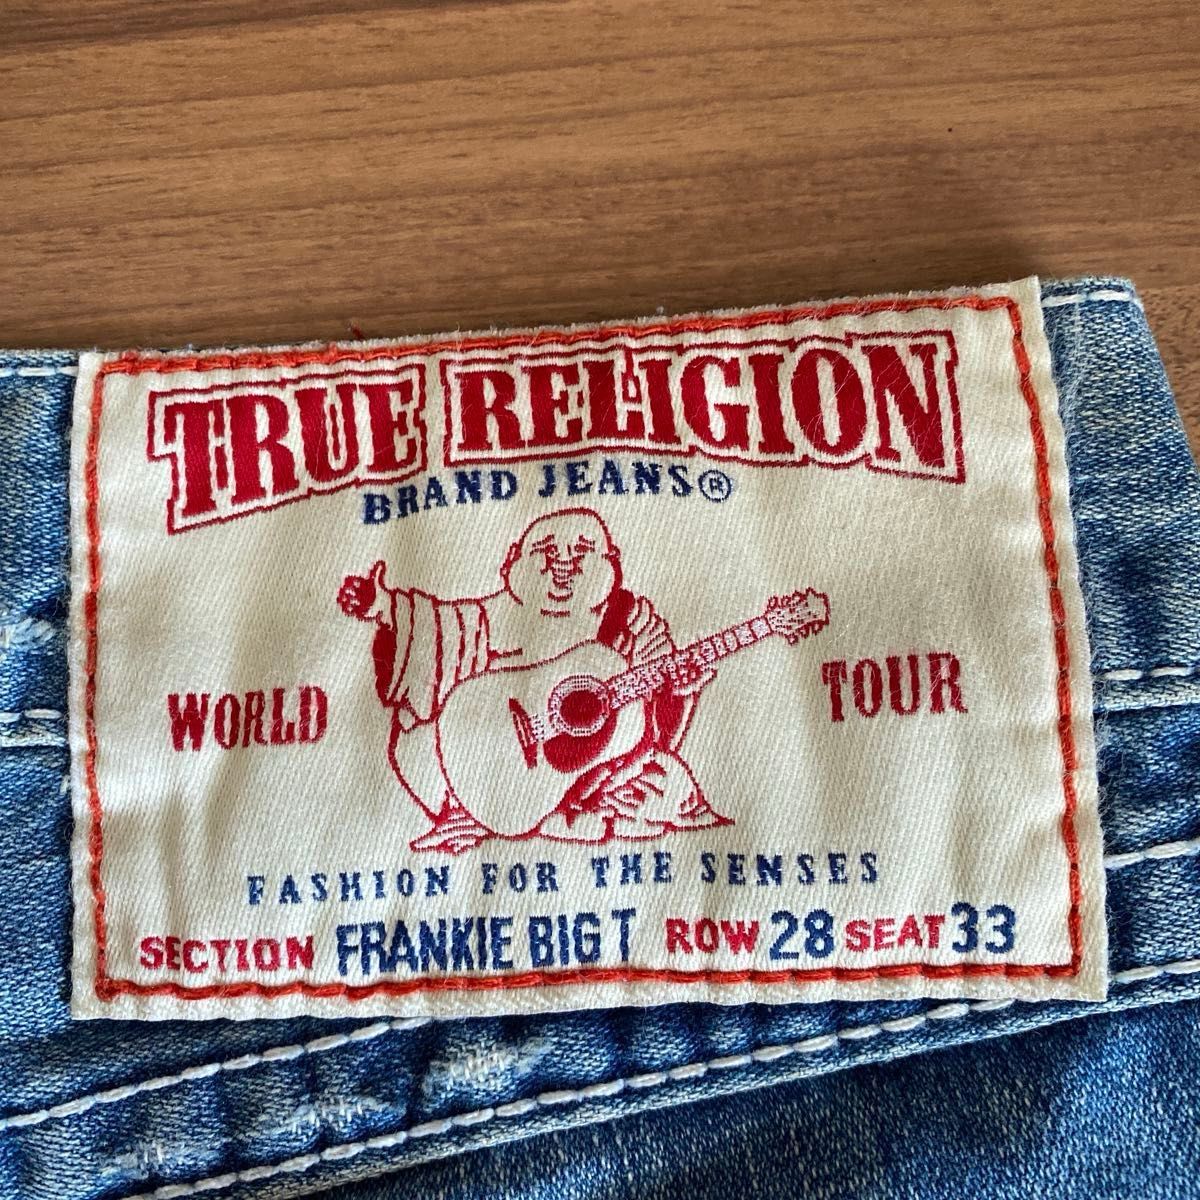 TRUE RELIGION
BRAND JEANS®
WORLD TOUR
FASHION FOR THE SENSES
SECTION FRANKIE BIG T ROW 28 SEAT 33